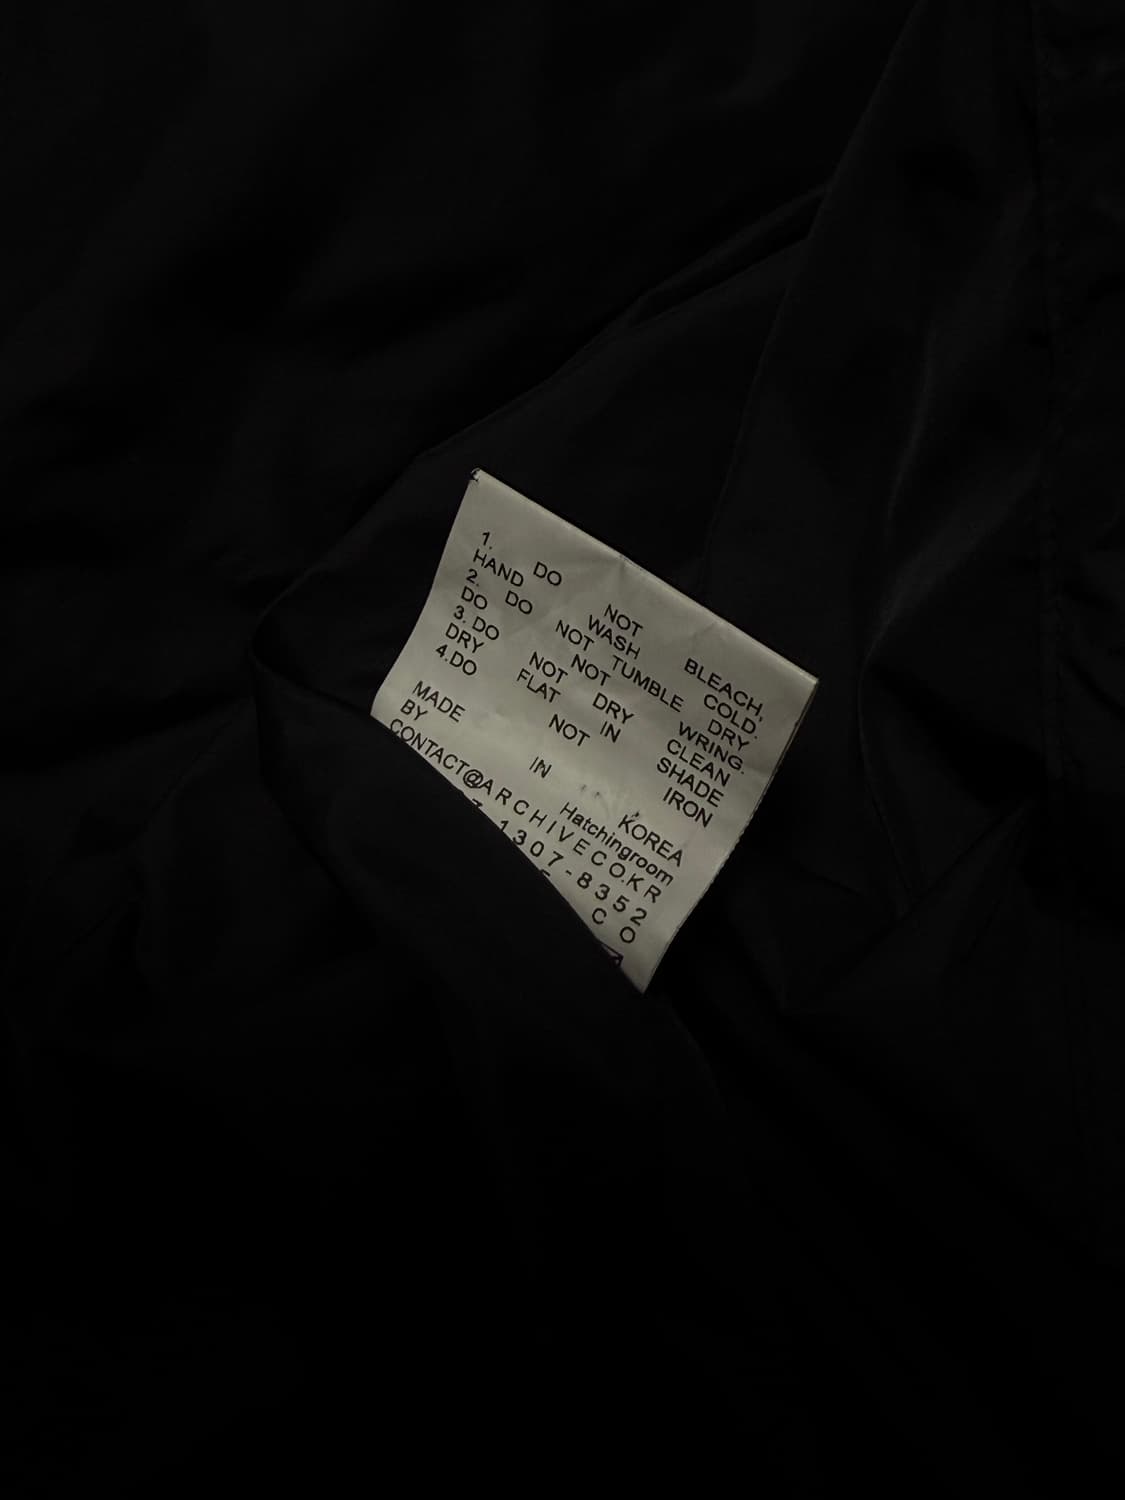 1. DO NOT BLEACH,
HAND WASH COLD.
2. DO NOT TUMBLE DRY
DO NOT WRING.
3. DO NOT DRY CLEAN
DRY FLAT IN SHADE
4.DO NOT IRON
MADE IN KOREA
BY Hatchingroom
CONTACT@ARCHIVECO.KR
1307-8352
CO